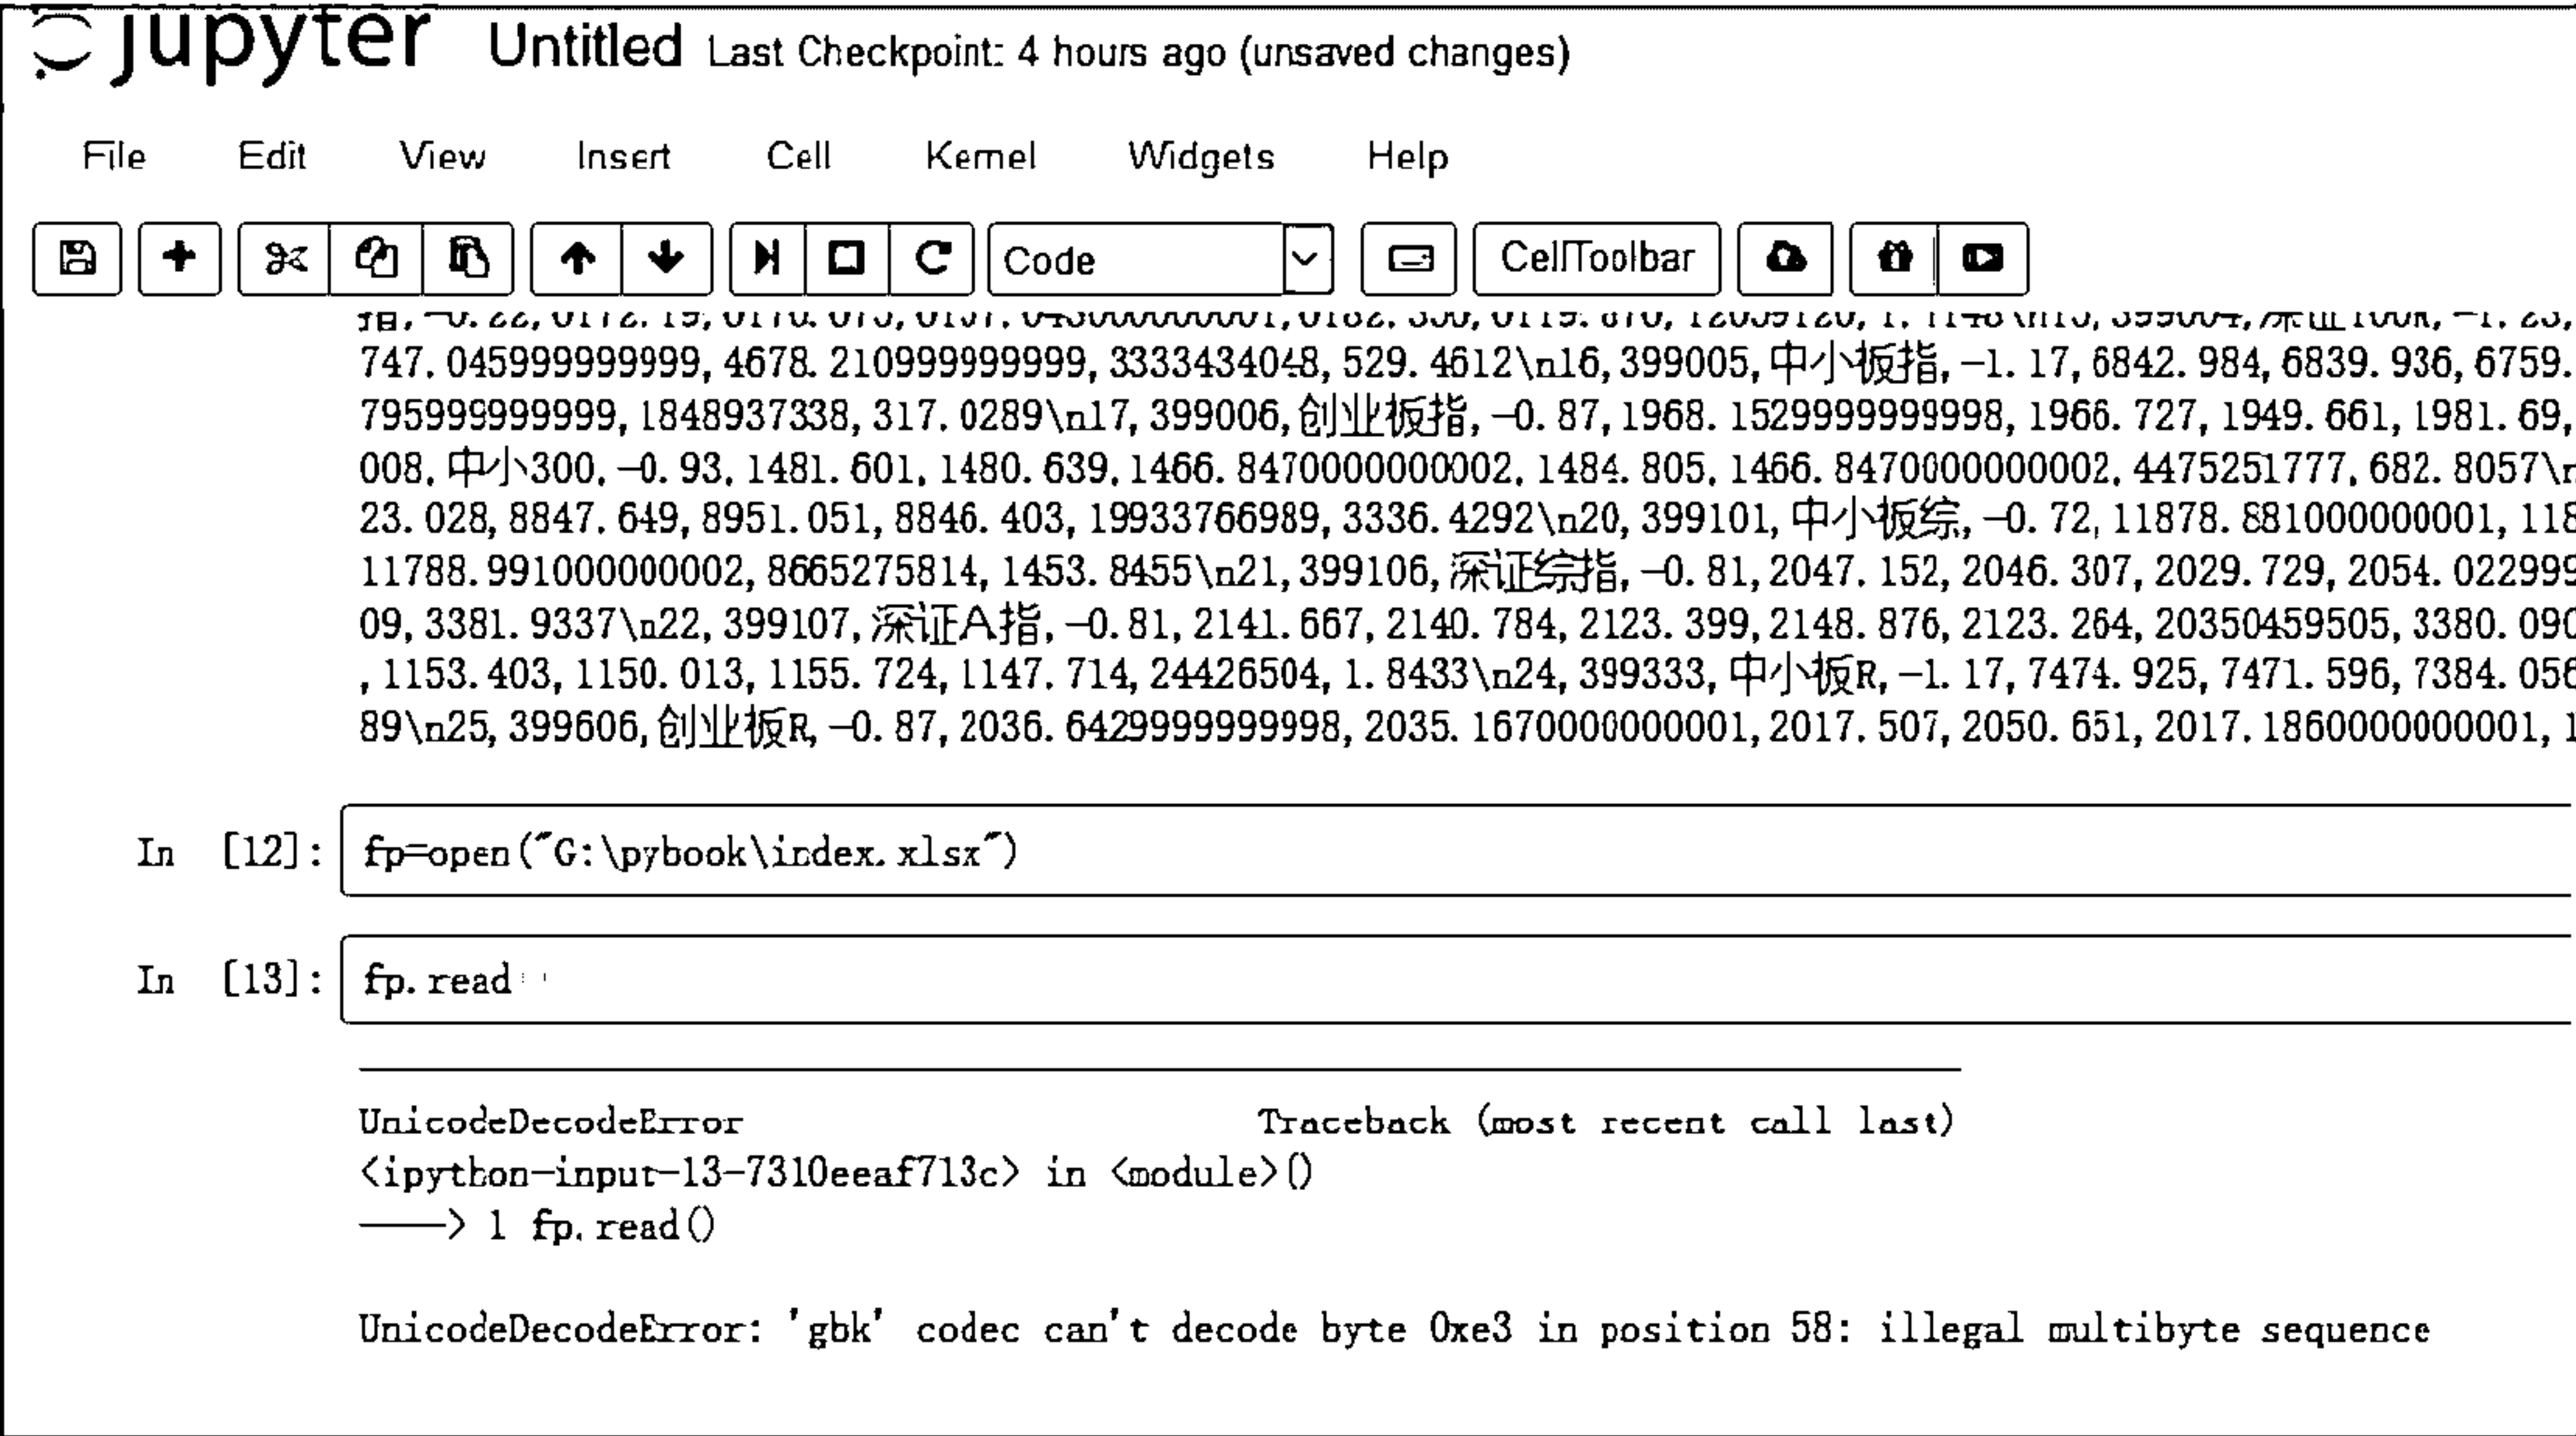 jupyter Untitled Last Checkpoint: 4 hours ago (unsaved changes)
File Edit View Insert Cell Kernel Widgets Help
Code CellToolbar
747.045999999999, 4678.210999999999, 3333434048, 529.4612\n16, 399005, 中小板指, -1.17, 6842.984, 6839.936, 6759.
795999999999, 1848937338, 317.0289\n17, 399006, 创业板指, -0.87, 1968.1529999999998, 1966.727, 1949.661, 1981.69,
008, 中小300, -0.93, 1481.601, 1480.639, 1466.8470000000002, 1484.805, 1466.8470000000002, 4475251777, 682.8057\n
23.028, 8847.649, 8951.051, 8846.403, 19933766989, 3336.4292\n20, 399101, 中小板综, -0.72, 11878.881000000001, 118
11788.991000000002, 8665275814, 1453.8455\n21, 399106, 深证综指, -0.81, 2047.152, 2046.307, 2029.729, 2054.022999
09, 3381.9337\n22, 399107, 深证A指, -0.81, 2141.667, 2140.784, 2123.399, 2148.876, 2123.264, 20350459505, 3380.090
, 1153.403, 1150.013, 1155.724, 1147.714, 24426504, 1.8433\n24, 399333, 中小板R, -1.17, 7474.925, 7471.596, 7384.056
89\n25, 399606, 创业板R, -0.87, 2036.6429999999998, 2035.1670000000001, 2017.507, 2050.651, 2017.1860000000001, 1
In [12]: fp=open("G:\pybook\index.xlsx")
In [13]: fp.read
UnicodeDecodeError Traceback (most recent call last)
<ipython-input-13-7310eeaf713c> in <module>()
----> 1 fp.read()
UnicodeDecodeError: 'gbk' codec can't decode byte 0xe3 in position 58: illegal multibyte sequence